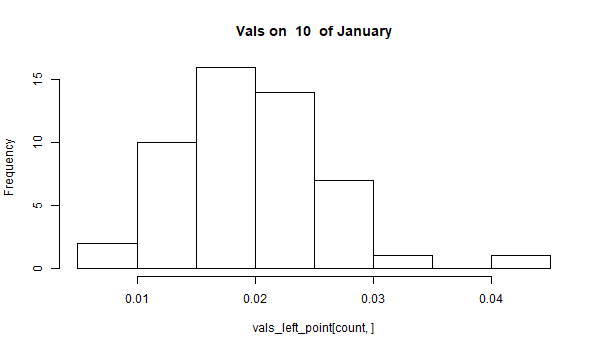 Vals on  10  of January
Frequency
15
10
5
0
0.01 0.02 0.03 0.04
vals_left_point[count, ]